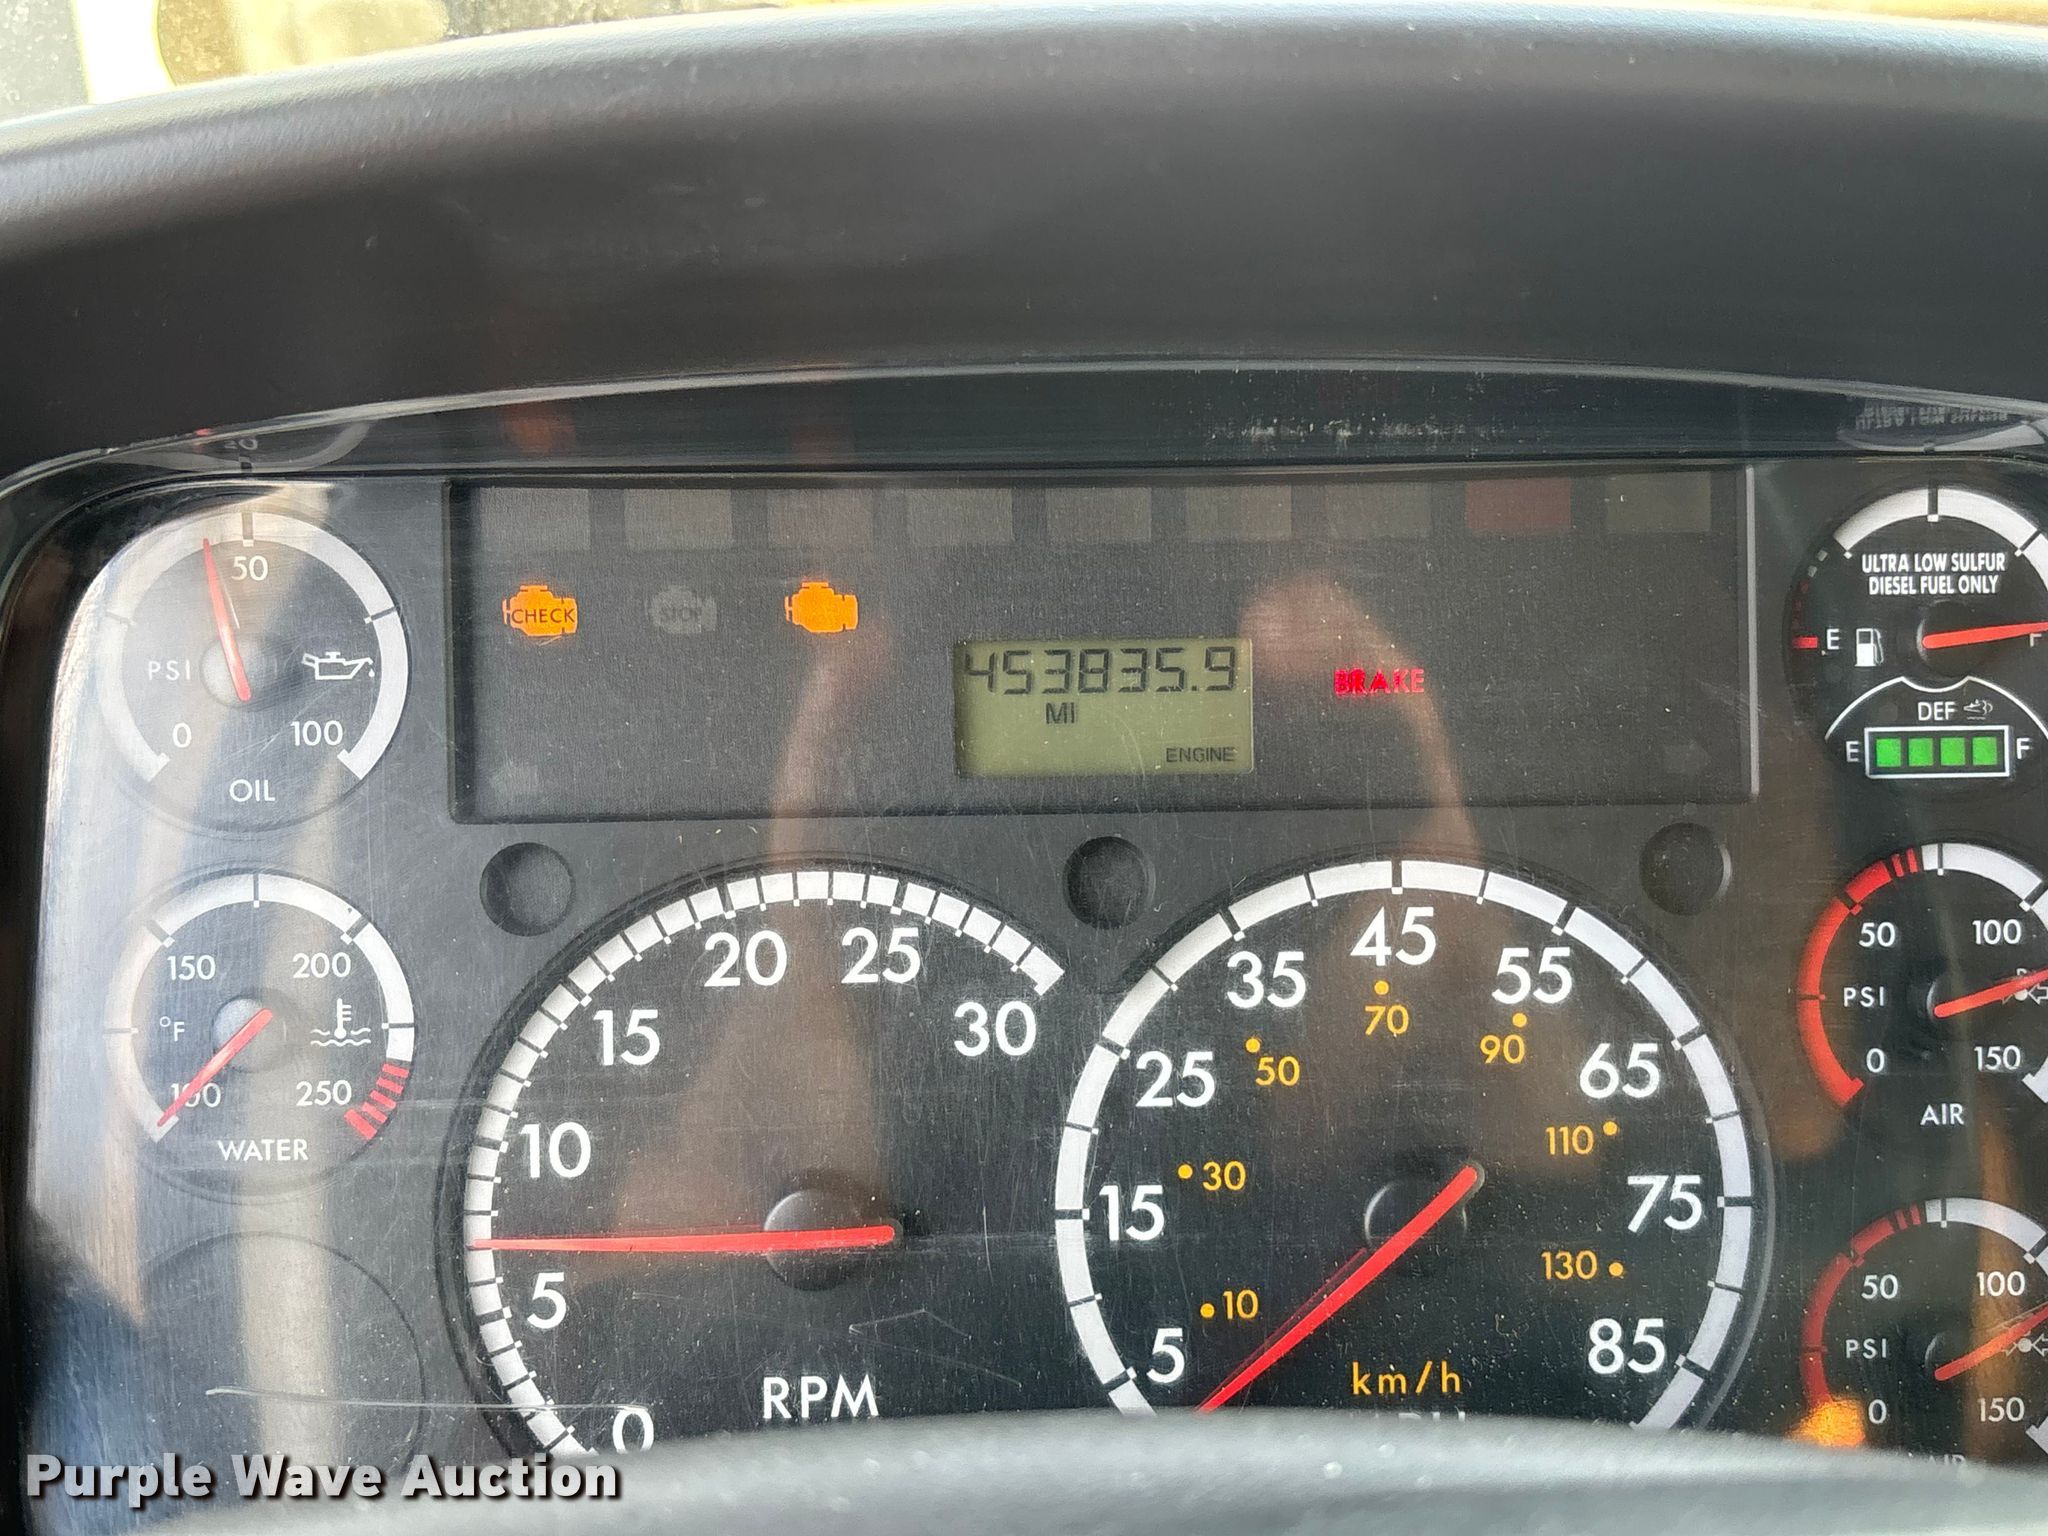 50
PSI
0
100
OIL
CHECK
STOP
453835.9
MI
ENGINE
BRAKE
ULTRA LOW SULFUR
DIESEL FUEL ONLY
E
F
DEF
E
F
150
200
°F
100
250
WATER
0
5
10
15
20
25
30
RPM
5
15
25
35
45
55
65
75
85
10
30
50
70
90
110
130
km/h
50
100
PSI
0
150
AIR
50
100
PSI
0
150
AIR
Purple Wave Auction